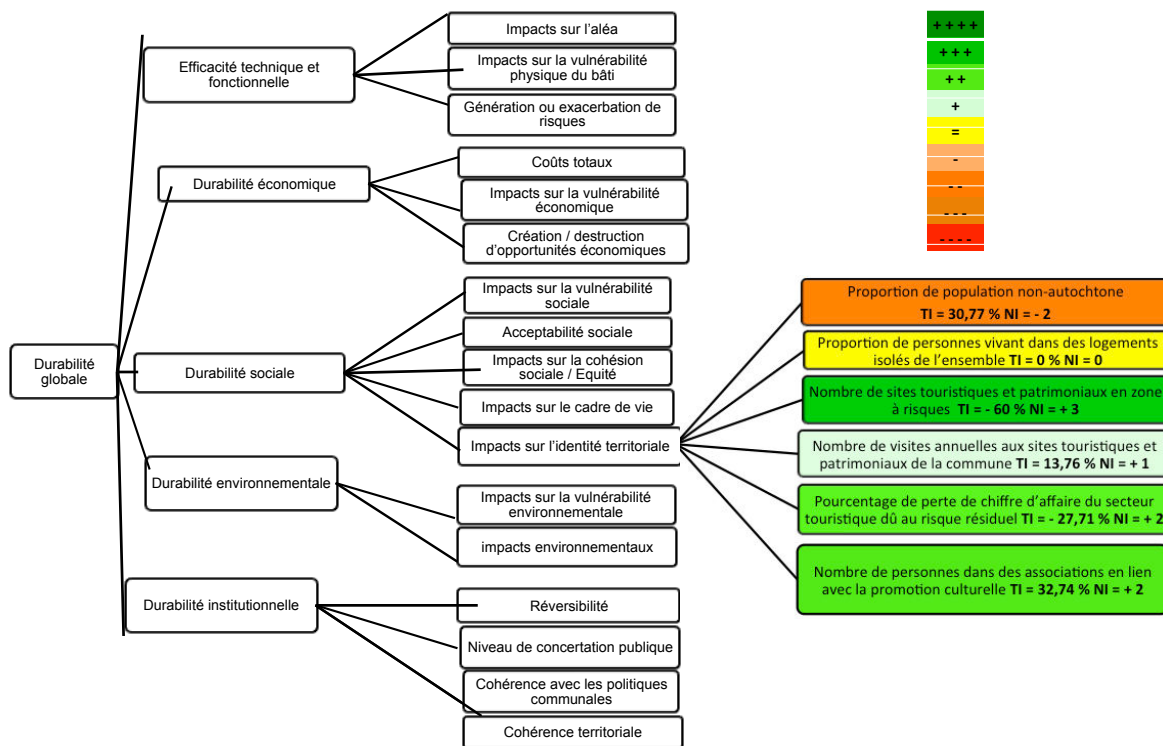 Durabilité
globale
Efficacité technique et
fonctionnelle
Impacts sur l'aléa
Impacts sur la vulnérabilité
physique du bâti
Génération ou exacerbation de
risques
Durabilité économique
Coûts totaux
Impacts sur la vulnérabilité
économique
Création / destruction
d'opportunités économiques
Durabilité sociale
Impacts sur la vulnérabilité
sociale
Acceptabilité sociale
Impacts sur la cohésion
sociale / Equité
Impacts sur le cadre de vie
Impacts sur l'identité territoriale
Durabilité environnementale
Impacts sur la vulnérabilité
environnementale
impacts environnementaux
Durabilité institutionnelle
Réversibilité
Niveau de concertation publique
Cohérence avec les politiques
communales
Cohérence territoriale
++++
+++
++
+
=
-
--
---
----
Proportion de population non-autochtone
TI = 30,77 % NI = - 2
Proportion de personnes vivant dans des logements
isolés de l'ensemble TI = 0 % NI = 0
Nombre de sites touristiques et patrimoniaux en zone
à risques TI = - 60 % NI = + 3
Nombre de visites annuelles aux sites touristiques et
patrimoniaux de la commune TI = 13,76 % NI = + 1
Pourcentage de perte de chiffre d'affaire du secteur
touristique dû au risque résiduel TI = - 27,71 % NI = + 2
Nombre de personnes dans des associations en lien
avec la promotion culturelle TI = 32,74 % NI = + 2